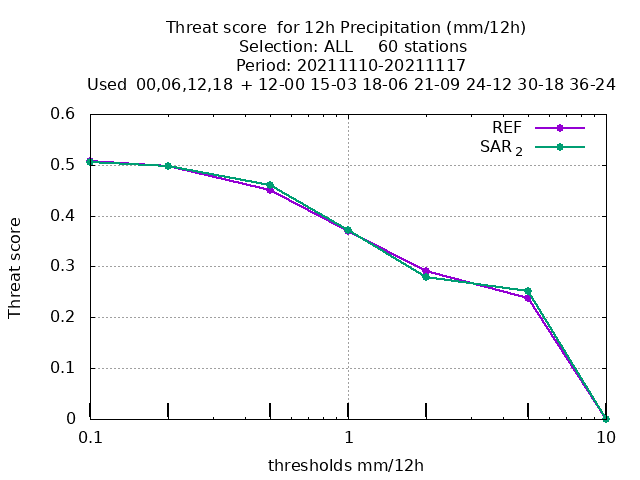 Threat score  for 12h Precipitation (mm/12h)
Selection: ALL     60 stations
Period: 20211110-20211117
Used  00,06,12,18  + 12-00 15-03 18-06 21-09 24-12 30-18 36-24
REF
SAR 2
0.6
0.5
0.4
0.3
0.2
0.1
0
Threat score
0.1
1
10
thresholds mm/12h